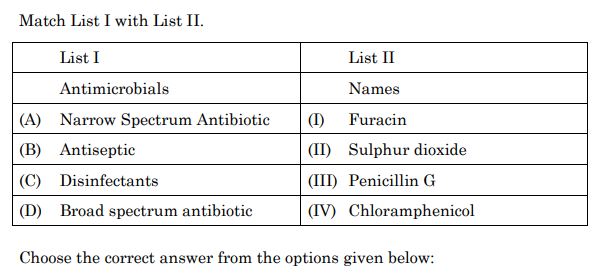 Match List I with List II.
List I List II
Antimicrobials Names
(A) Narrow Spectrum Antibiotic (I) Furacin
(B) Antiseptic (II) Sulphur dioxide
(C) Disinfectants (III) Penicillin G
(D) Broad spectrum antibiotic (IV) Chloramphenicol
Choose the correct answer from the options given below: